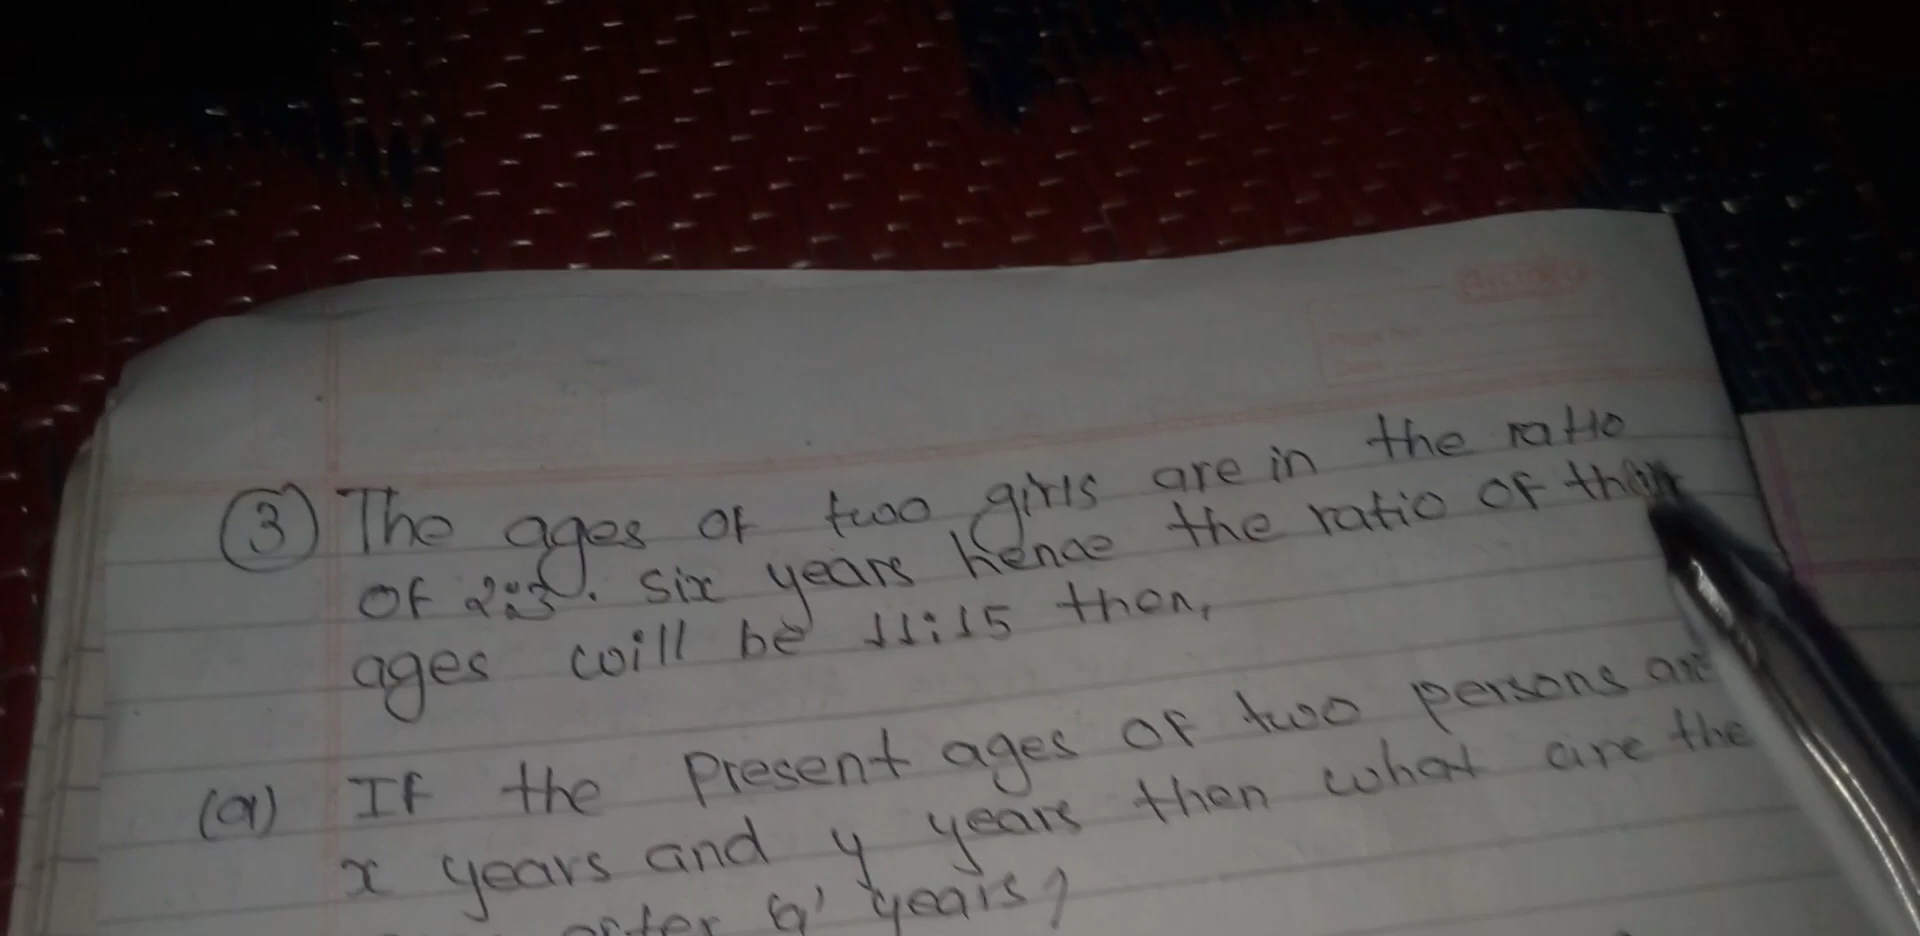 ③ The ages of two girls are in the ratio
of 2:3. six years hence the ratio of their
ages will be 11:15 then,
(a) If the present ages of two persons are
x years and y years then what are the
after 'a' years?